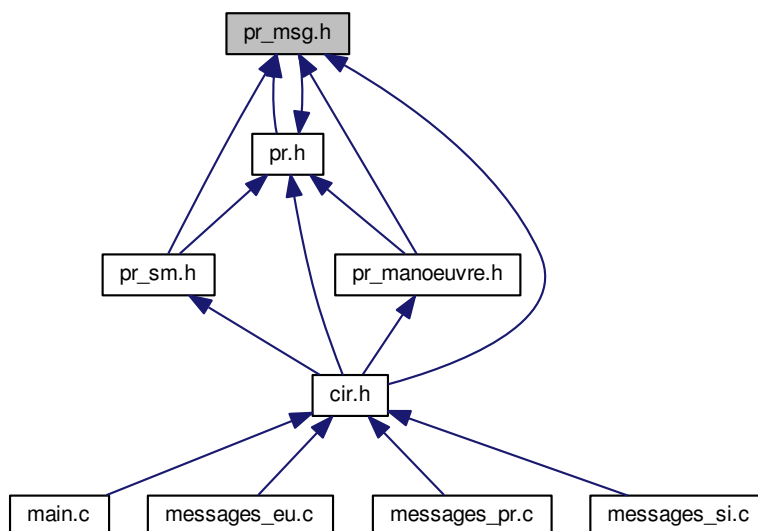 pr_msg.h
pr.h
pr_sm.h
pr_manoeuvre.h
cir.h
main.c
messages_eu.c
messages_pr.c
messages_si.c